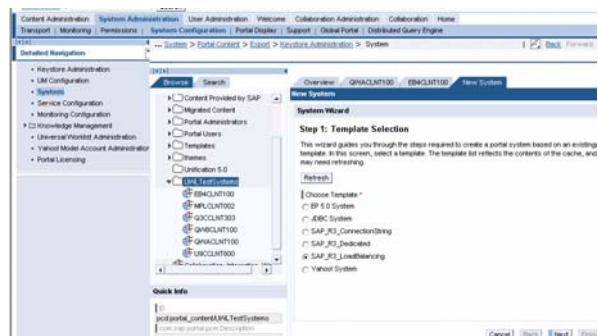 Content Administration System Administration User Administration Welcome Collaboration Administration Collaboration Home
Transport | Monitoring | Permissions | System Configuration | Portal Display | Support | Global Portal | Distributed Query Engine
... System > Portal Content > Export > Keystore Administration > System
Back Forward
Detailed Navigation
Keystore Administration
UM Configuration
System
Service Configuration
Monitoring Configuration
Knowledge Management
Universal Worklist Administration
Yahoo! Model Account Administration
Portal Licensing
Browse Search
Content Provided by SAP
Migrated Content
Portal Administrators
Portal Users
Templates
themes
Unification 5.0
UWLTestSystems
EB4CLNT100
MPLCLNT002
Q3CCLNT303
QW8CLNT100
QWACLNT100
U9CCLNT800
Quick Info
ID
pcd:portal_content/UWLTestSystems
com.sap.portal.pcm.Description
Overview QWACLNT100 EB4CLNT100 New System
New System
System Wizard
Step 1: Template Selection
This wizard guides you through the steps required to create a portal system based on an existing
template. In this screen, select a template. The template list reflects the contents of the cache, and
may need refreshing.
Refresh
Choose Template *
EP 5.0 System
JDBC System
SAP_R3_ConnectionString
SAP_R3_Dedicated
SAP_R3_LoadBalancing
Yahoo! System
Cancel Back Next